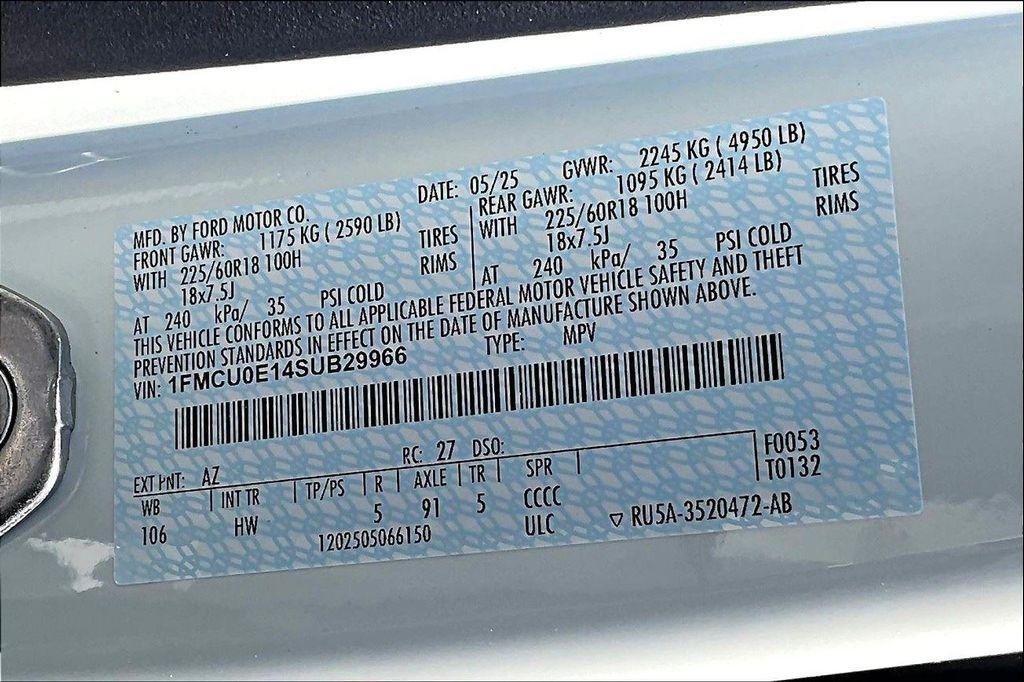 MFD. BY FORD MOTOR CO.
DATE: 05/25
GVWR: 2245 KG ( 4950 LB)
FRONT GAWR: 1175 KG ( 2590 LB)
WITH 225/60R18 100H TIRES
18x7.5J RIMS
AT 240 kPa/ 35 PSI COLD
REAR GAWR: 1095 KG ( 2414 LB)
WITH 225/60R18 100H TIRES
18x7.5J RIMS
AT 240 kPa/ 35 PSI COLD
THIS VEHICLE CONFORMS TO ALL APPLICABLE FEDERAL MOTOR VEHICLE SAFETY AND THEFT
PREVENTION STANDARDS IN EFFECT ON THE DATE OF MANUFACTURE SHOWN ABOVE.
VIN: 1FMCU0E14SUB29966 TYPE: MPV
EXT PNT: AZ RC: 27 DSO:
F0053
T0132
WB INT TR TP/PS R AXLE TR SPR
106 HW 5 91 5 CCCC
1202505066150 ULC ▽ RU5A-3520472-AB